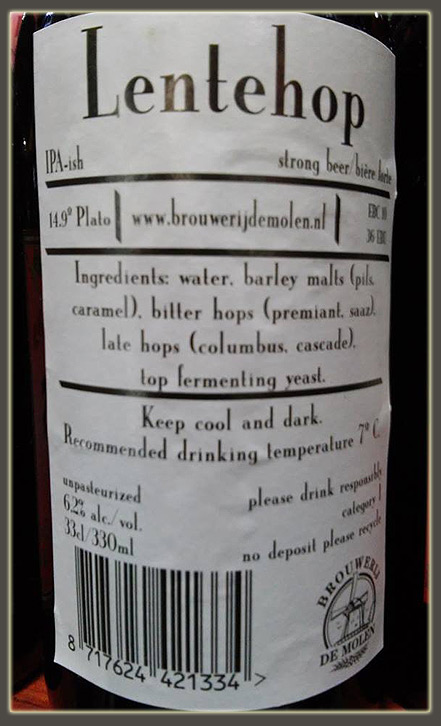 Lentehop
IPA-ish strong beer/bière forte
14.9° Plato www.brouwerijdemolen.nl EBC 10
36 EBU
Ingredients: water, barley malts (pils,
caramel), bitter hops (premiant, saaz),
late hops (columbus, cascade),
top fermenting yeast.
Keep cool and dark.
Recommended drinking temperature 7° C.
unpasteurized please drink responsibly
6.2% alc./vol. category I
33cl/330ml no deposit please recycle
BROUWERIJ
DE MOLEN
8 717624 421334 >